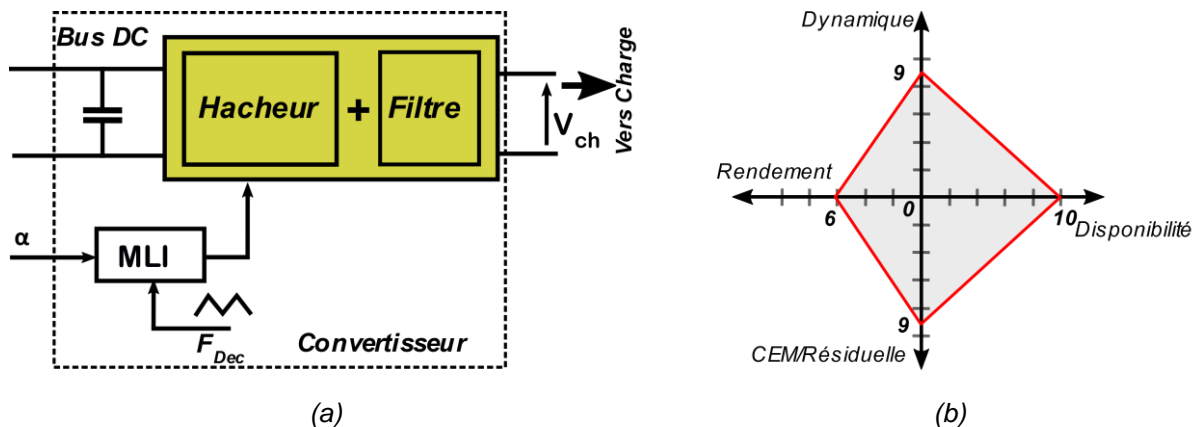 Bus DC
Hacheur + Filtre
V ch
Vers Charge
α
MLI
F Dec
Convertisseur
(a)
Dynamique
9
Rendement
6
0
10
Disponibilité
9
CEM/Résiduelle
(b)